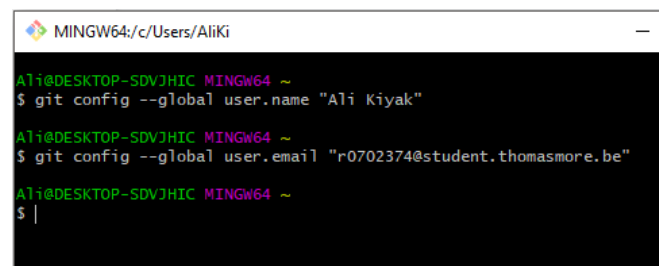 MINGW64:/c/Users/AliKi
Ali@DESKTOP-SDVJHIC MINGW64 ~
$ git config --global user.name "Ali Kiyak"
Ali@DESKTOP-SDVJHIC MINGW64 ~
$ git config --global user.email "r0702374@student.thomasmore.be"
Ali@DESKTOP-SDVJHIC MINGW64 ~
$